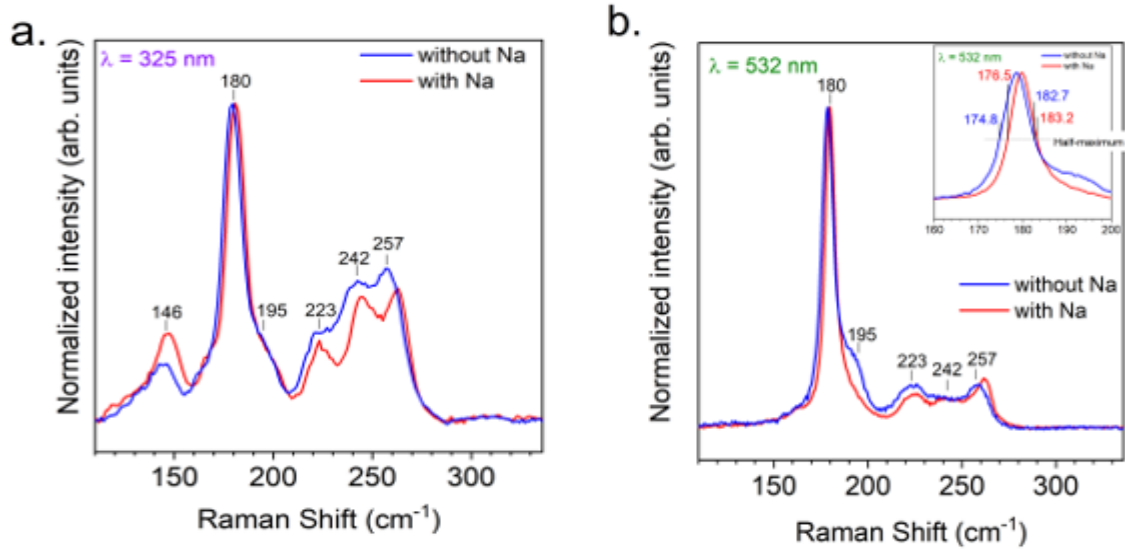 a.
λ = 325 nm
without Na
with Na
180
146
195
223
242
257
Normalized intensity (arb. units)
150
200
250
300
Raman Shift (cm⁻¹)
b.
λ = 532 nm
180
195
223
242
257
without Na
with Na
Normalized intensity (arb. units)
150
200
250
300
Raman Shift (cm⁻¹)
λ = 532 nm
without Na
with Na
176.5
182.7
174.8
183.2
Half-maximum
160
170
180
190
200